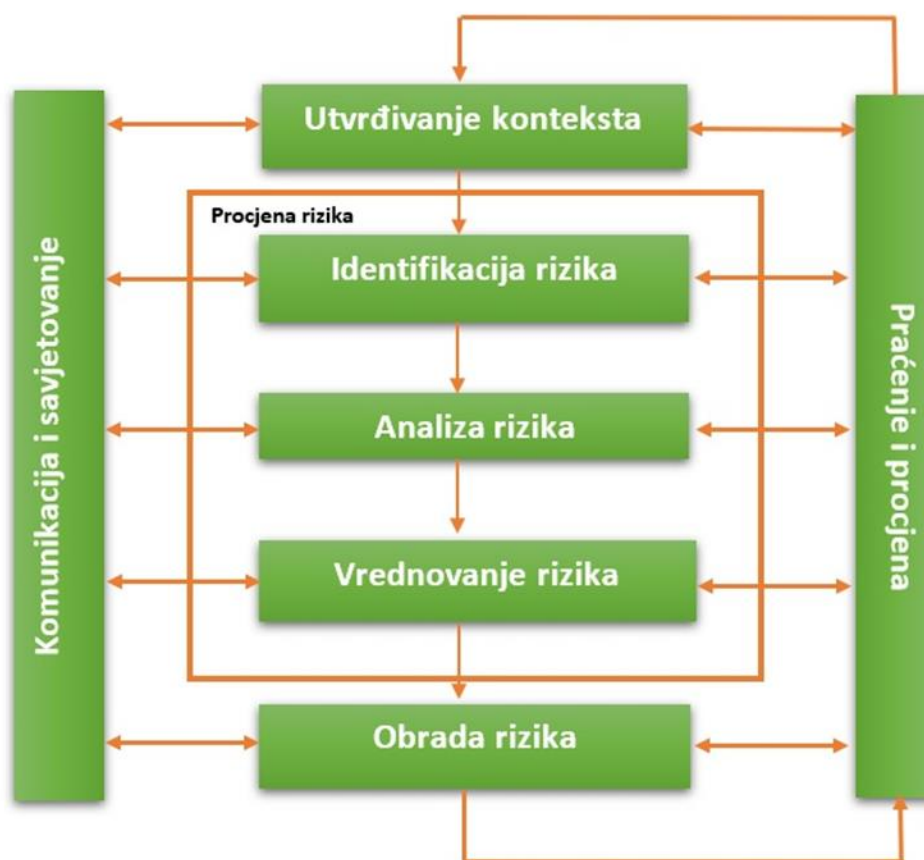 Utvrđivanje konteksta
Procjena rizika
Identifikacija rizika
Analiza rizika
Vrednovanje rizika
Obrada rizika
Komunikacija i savjetovanje
Praćenje i procjena